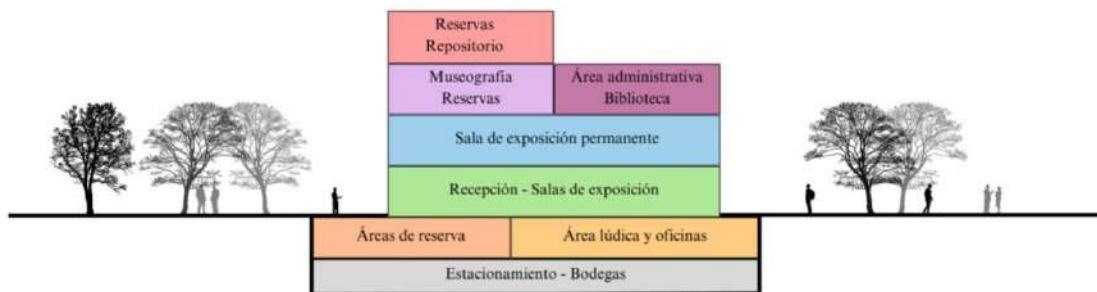 Reservas
Repositorio
Museografía
Reservas
Área administrativa
Biblioteca
Sala de exposición permanente
Recepción - Salas de exposición
Áreas de reserva
Área lúdica y oficinas
Estacionamiento - Bodegas